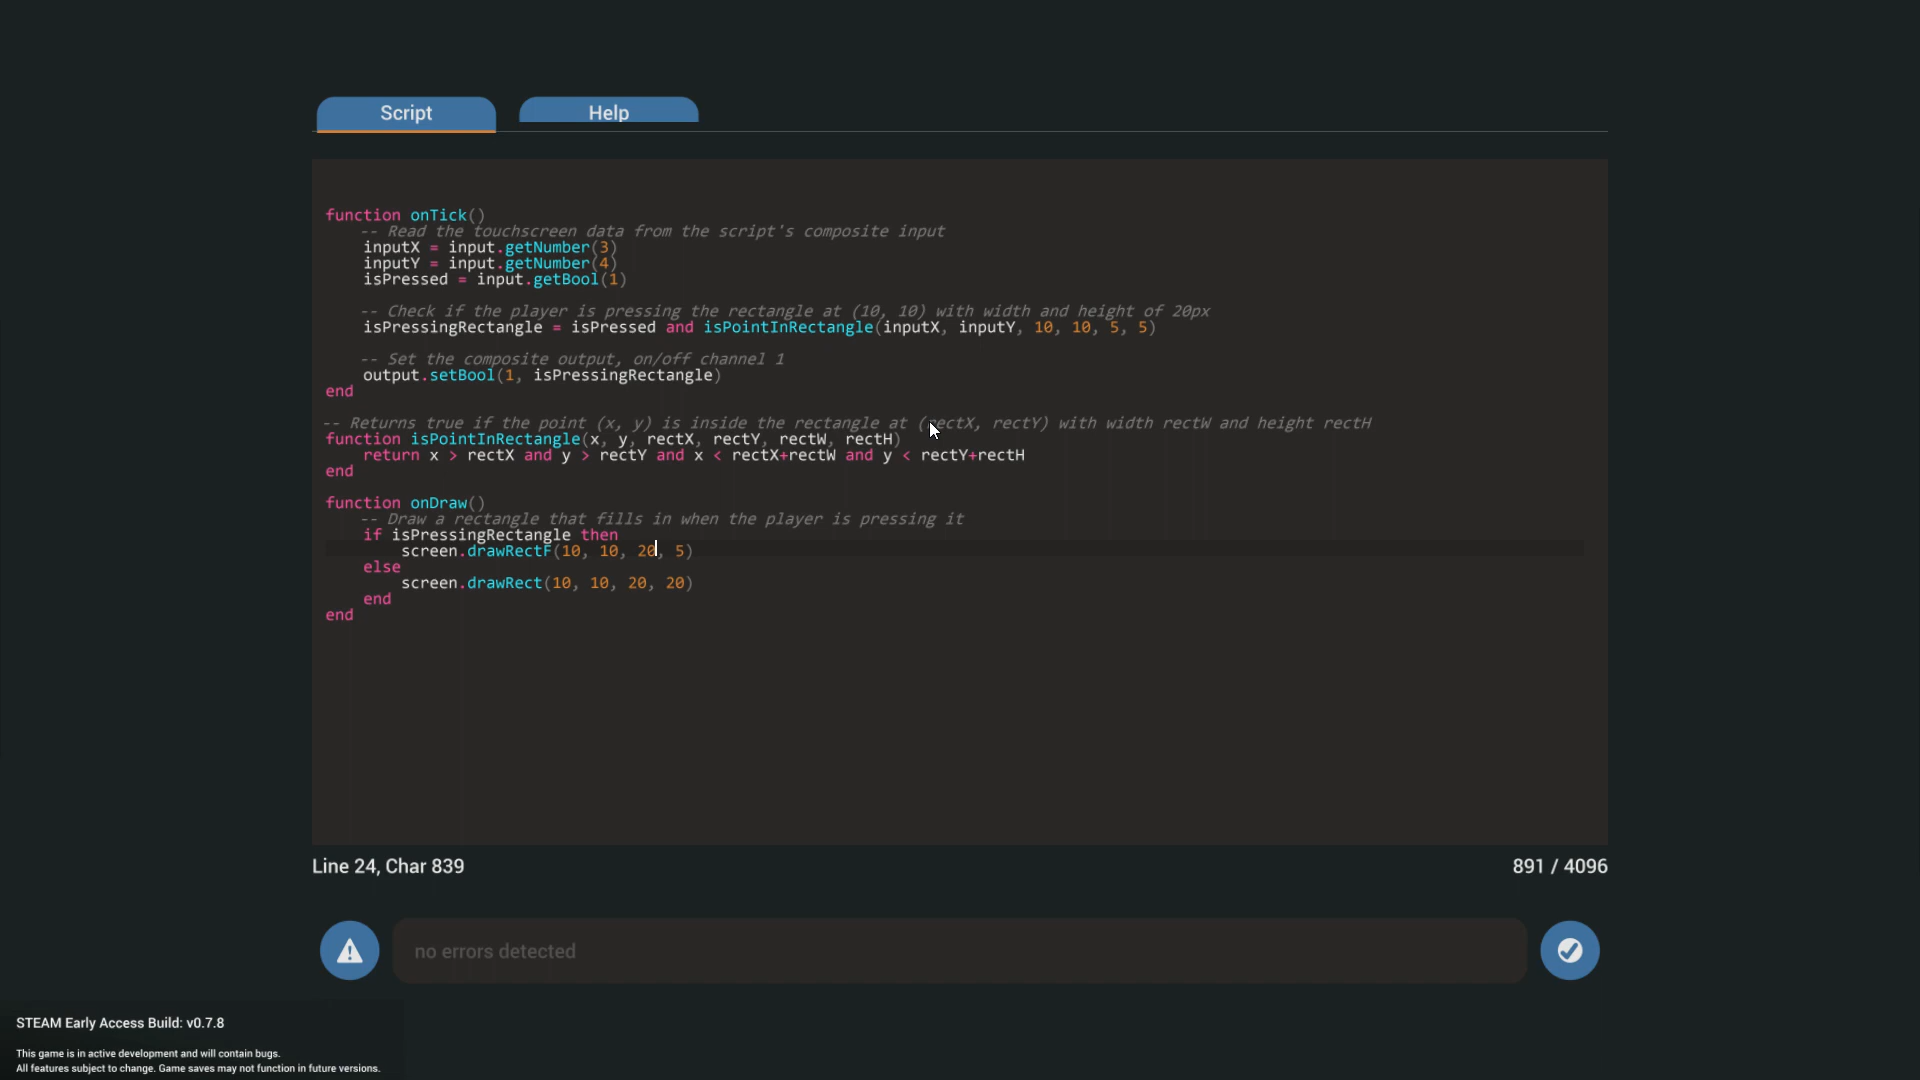 Script
Help
function onTick()
-- Read the touchscreen data from the script's composite input
inputX = input.getNumber(3)
inputY = input.getNumber(4)
isPressed = input.getBool(1)
-- Check if the player is pressing the rectangle at (10, 10) with width and height of 20px
isPressingRectangle = isPressed and isPointInRectangle(inputX, inputY, 10, 10, 5, 5)
-- Set the composite output, on/off channel 1
output.setBool(1, isPressingRectangle)
end
-- Returns true if the point (x, y) is inside the rectangle at (rectX, rectY) with width rectW and height rectH
function isPointInRectangle(x, y, rectX, rectY, rectW, rectH)
return x > rectX and y > rectY and x < rectX+rectW and y < rectY+rectH
end
function onDraw()
-- Draw a rectangle that fills in when the player is pressing it
if isPressingRectangle then
screen.drawRectF(10, 10, 20, 5)
else
screen.drawRect(10, 10, 20, 20)
end
end
Line 24, Char 839
891 / 4096
no errors detected
STEAM Early Access Build: v0.7.8
This game is in active development and will contain bugs.
All features subject to change. Game saves may not function in future versions.